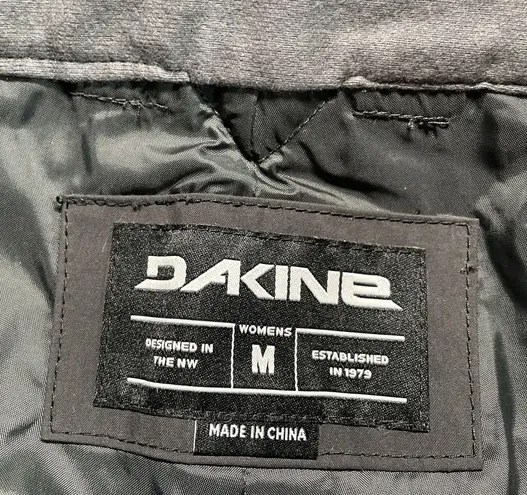 DAKINE
WOMENS
DESIGNED IN
THE NW
M
ESTABLISHED
IN 1979
MADE IN CHINA